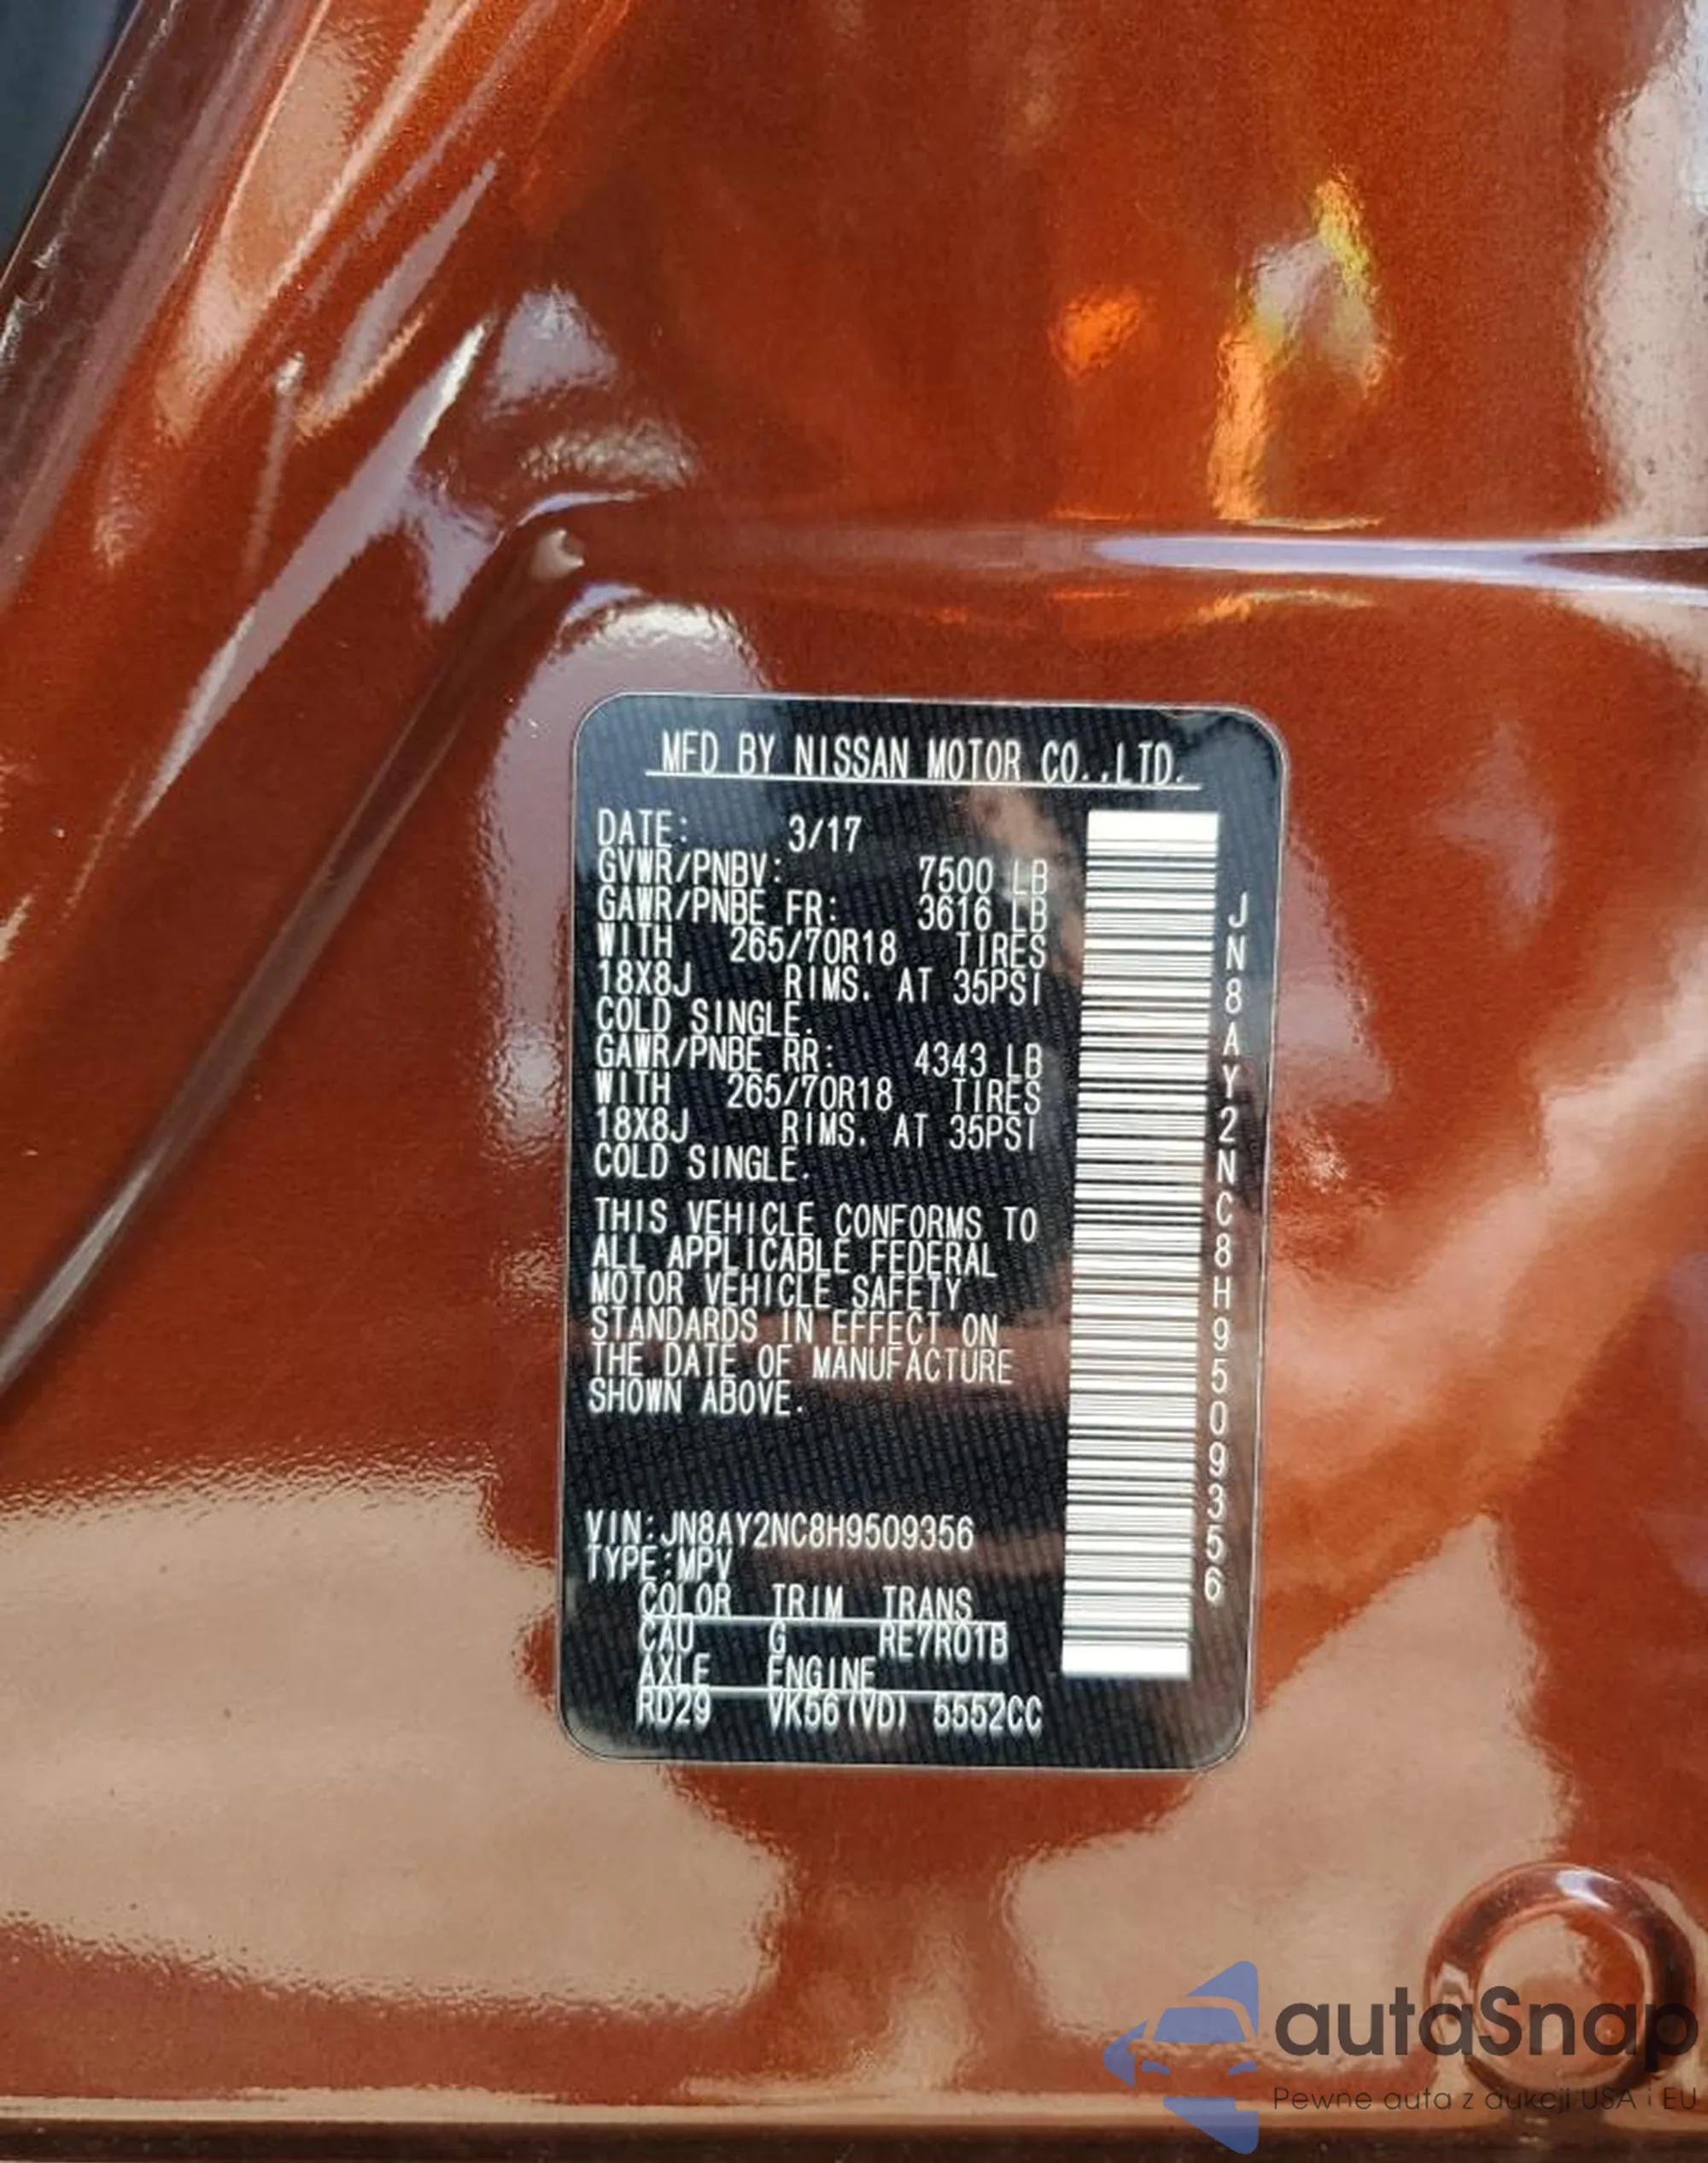 MFD BY NISSAN MOTOR CO.,LTD.
DATE: 3/17
GVWR/PNBV: 7500 LB
GAWR/PNBE FR: 3616 LB
WITH 265/70R18 TIRES
18X8J RIMS. AT 35PSI
COLD SINGLE.
GAWR/PNBE RR: 4343 LB
WITH 265/70R18 TIRES
18X8J RIMS. AT 35PSI
COLD SINGLE.
THIS VEHICLE CONFORMS TO
ALL APPLICABLE FEDERAL
MOTOR VEHICLE SAFETY
STANDARDS IN EFFECT ON
THE DATE OF MANUFACTURE
SHOWN ABOVE.
VIN:JN8AY2NC8H9509356
TYPE:MPV
COLOR TRIM TRANS
CAU G RE7R01B
AXLE ENGINE
RD29 VK56(VD) 5552CC
JN8AY2NC8H9509356
autaSnap
Pewne auta z aukcji USA i EU